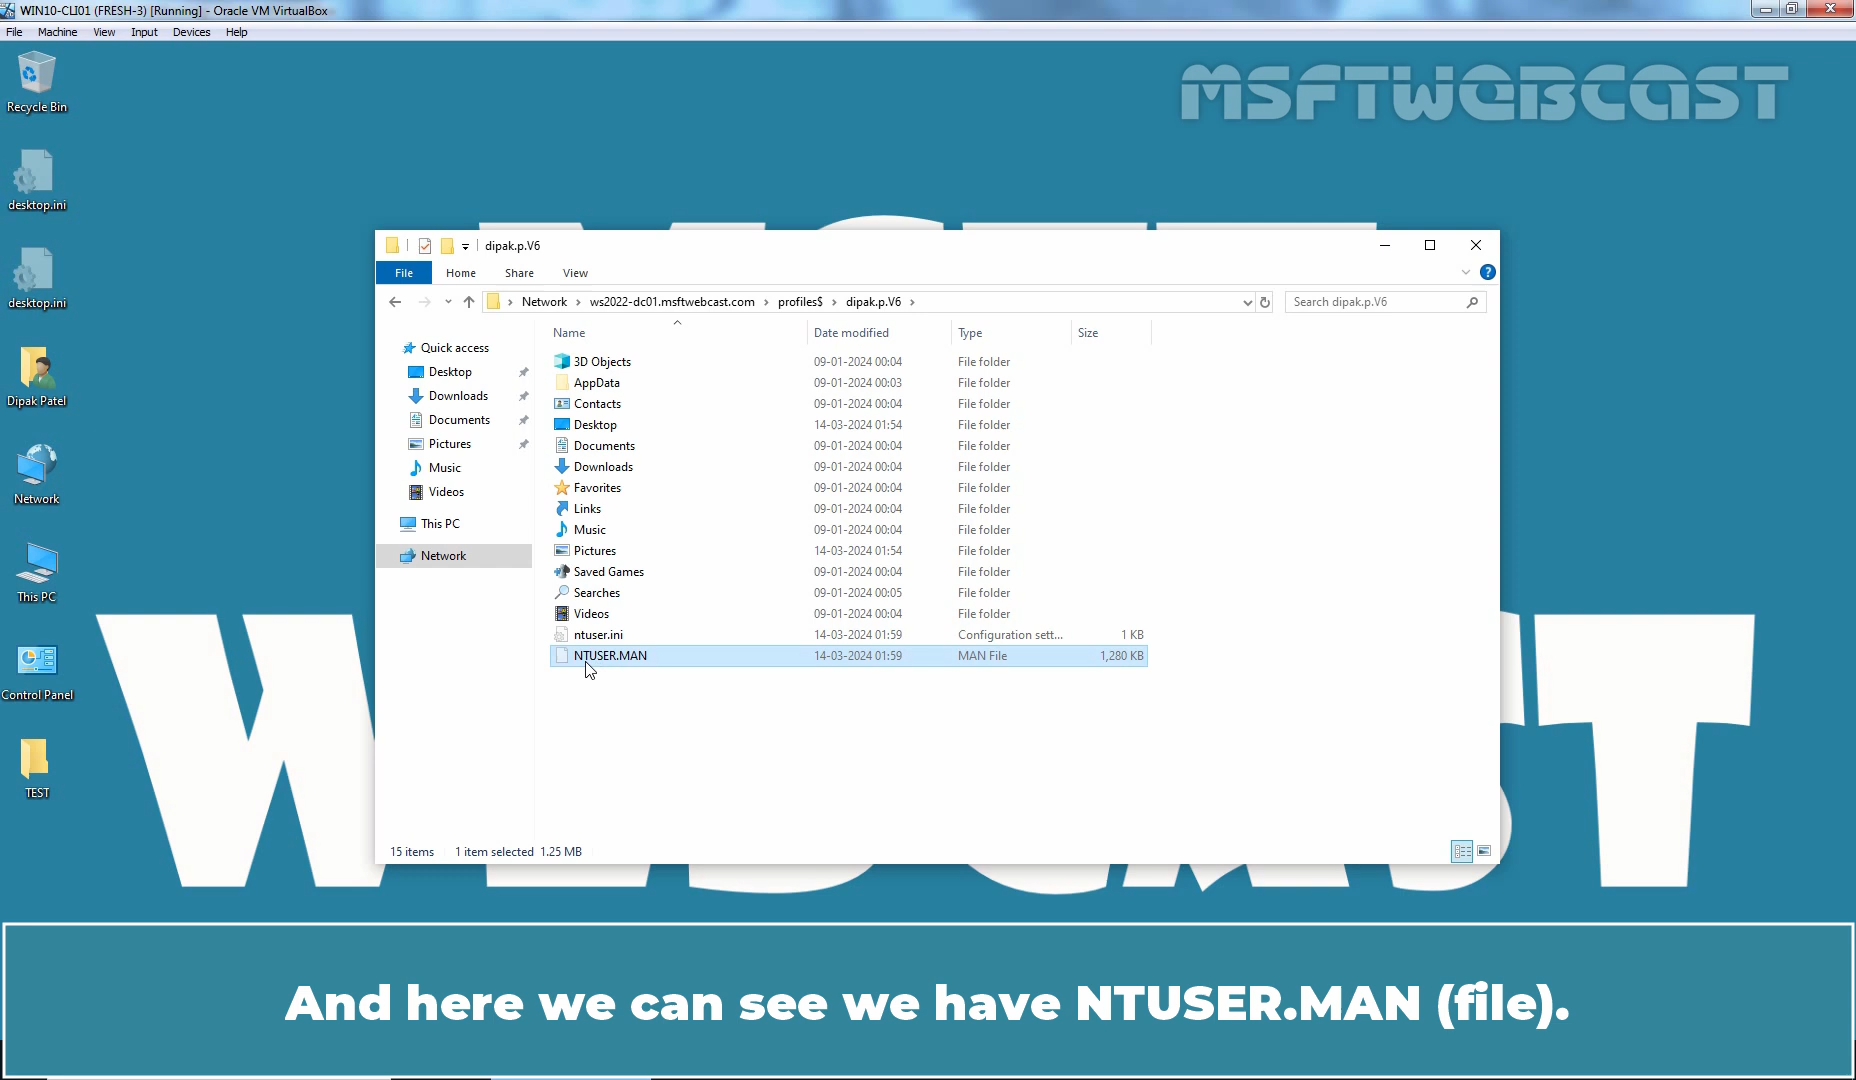 WIN10-CLI01 (FRESH-3) [Running] - Oracle VM VirtualBox
File Machine View Input Devices Help
MSFTWEBCAST
Recycle Bin
desktop.ini
desktop.ini
Dipak Patel
Network
This PC
Control Panel
TEST
dipak.p.V6
File Home Share View
Network ws2022-dc01.msftwebcast.com profiles$ dipak.p.V6
Search dipak.p.V6
Quick access
Desktop
Downloads
Documents
Pictures
Music
Videos
This PC
Network
Name Date modified Type Size
3D Objects 09-01-2024 00:04 File folder
AppData 09-01-2024 00:03 File folder
Contacts 09-01-2024 00:04 File folder
Desktop 14-03-2024 01:54 File folder
Documents 09-01-2024 00:04 File folder
Downloads 09-01-2024 00:04 File folder
Favorites 09-01-2024 00:04 File folder
Links 09-01-2024 00:04 File folder
Music 09-01-2024 00:04 File folder
Pictures 14-03-2024 01:54 File folder
Saved Games 09-01-2024 00:04 File folder
Searches 09-01-2024 00:05 File folder
Videos 09-01-2024 00:04 File folder
ntuser.ini 14-03-2024 01:59 Configuration sett... 1 KB
NTUSER.MAN 14-03-2024 01:59 MAN File 1,280 KB
15 items 1 item selected 1.25 MB
And here we can see we have NTUSER.MAN (file).